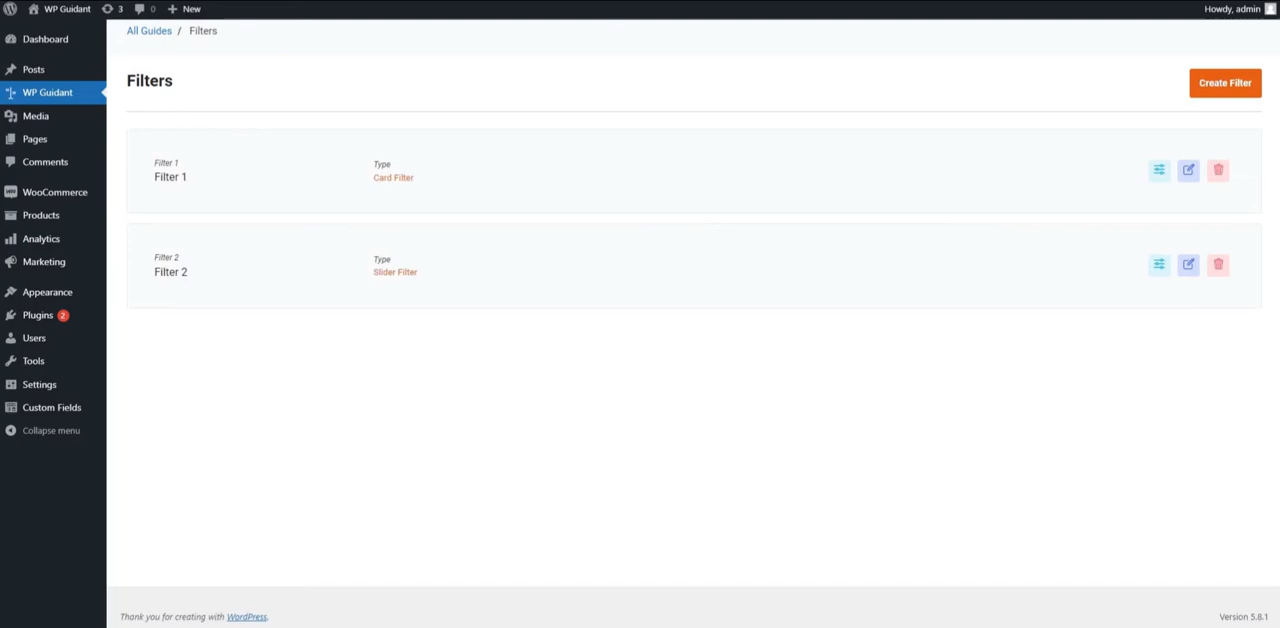 WP Guidant 3 0 New Howdy, admin
Dashboard
Posts
WP Guidant
Media
Pages
Comments
WooCommerce
Products
Analytics
Marketing
Appearance
Plugins 2
Users
Tools
Settings
Custom Fields
Collapse menu
All Guides / Filters
Filters
Create Filter
Filter 1
Filter 1
Type
Card Filter
Filter 2
Filter 2
Type
Slider Filter
Thank you for creating with WordPress.
Version 5.8.1